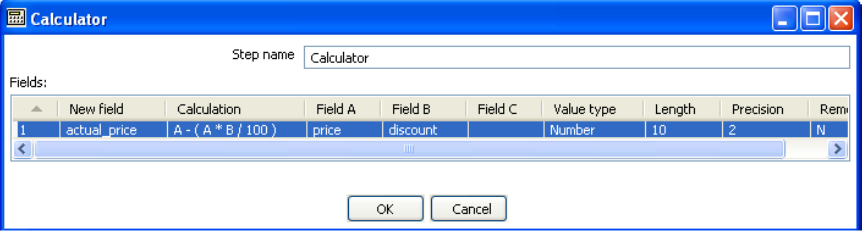 Calculator
Step name Calculator
Fields:
New field Calculation Field A Field B Field C Value type Length Precision Rem
1 actual_price A - ( A * B / 100 ) price discount Number 10 2 N
OK Cancel